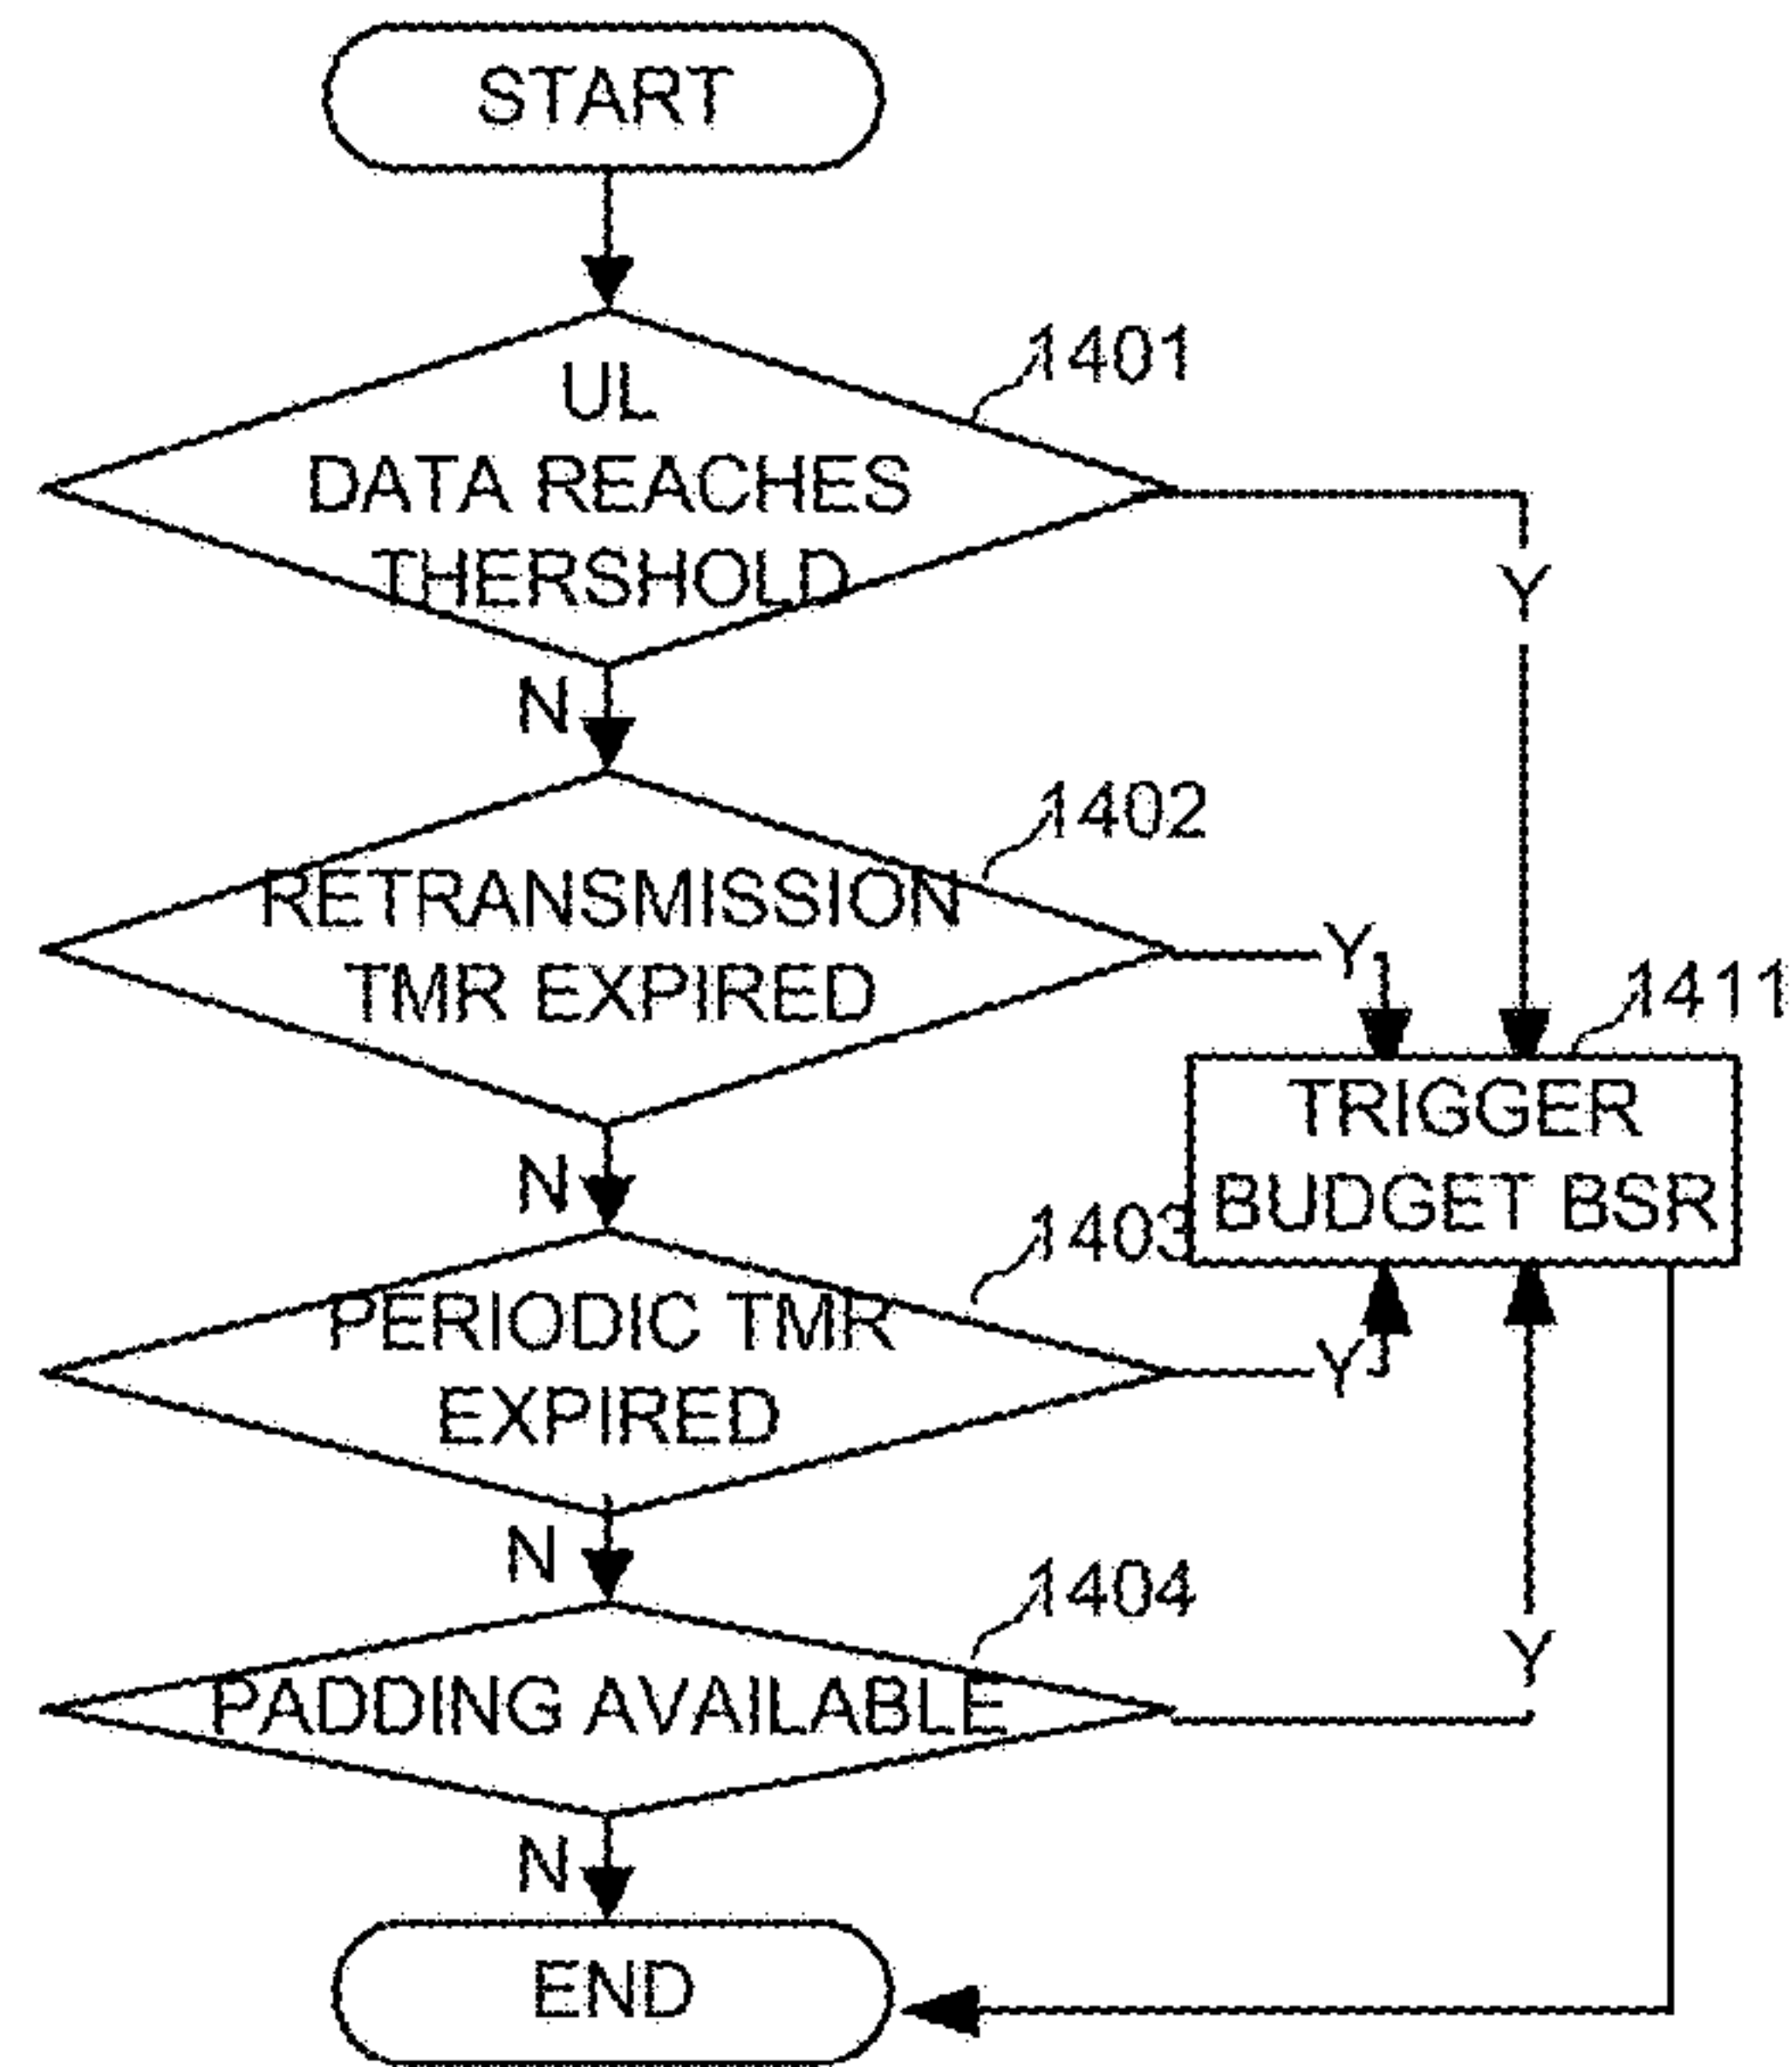 START
1401
UL
DATA REACHES
THERSHOLD
Y
N
1402
RETRANSMISSION
TMR EXPIRED
Y
1411
TRIGGER
BUDGET BSR
N
1403
PERIODIC TMR
EXPIRED
Y
N
1404
PADDING AVAILABLE
Y
N
END